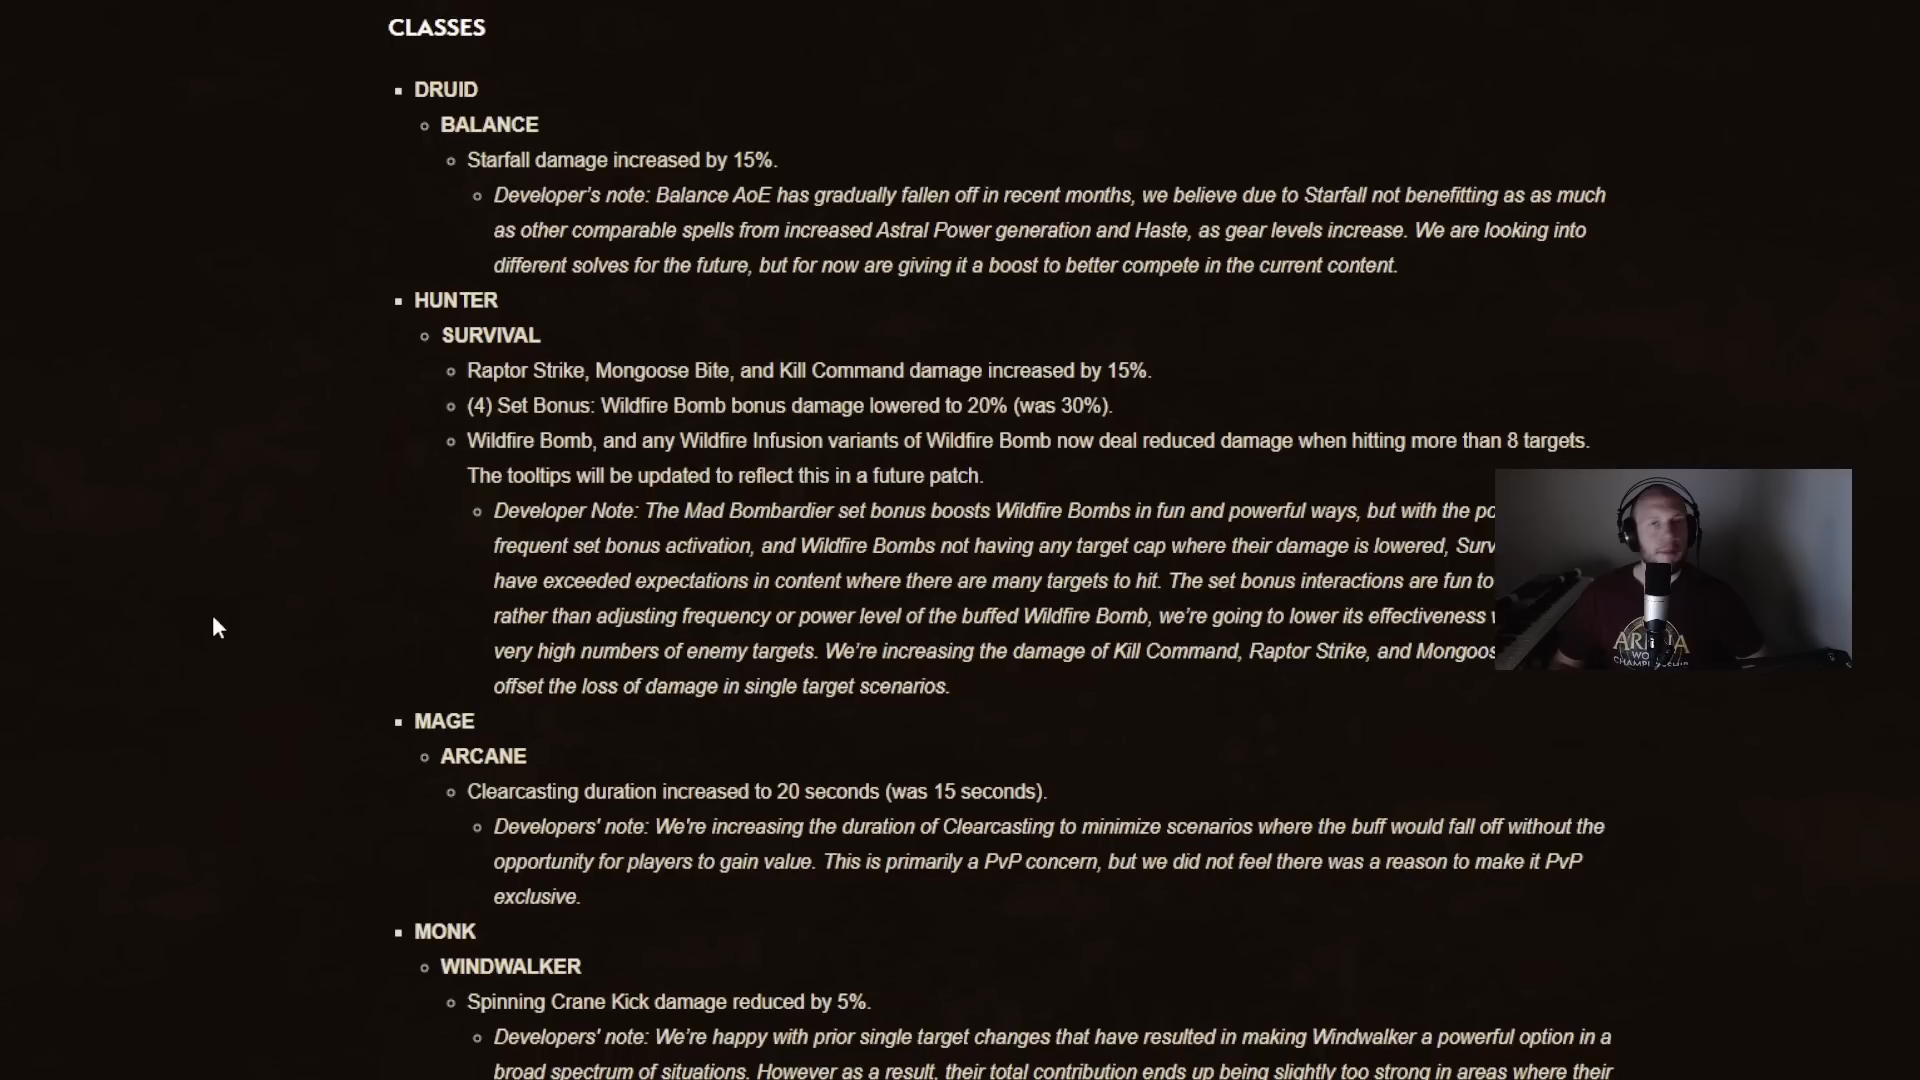 CLASSES
DRUID
BALANCE
Starfall damage increased by 15%.
Developer's note: Balance AoE has gradually fallen off in recent months, we believe due to Starfall not benefitting as as much
as other comparable spells from increased Astral Power generation and Haste, as gear levels increase. We are looking into
different solves for the future, but for now are giving it a boost to better compete in the current content.
HUNTER
SURVIVAL
Raptor Strike, Mongoose Bite, and Kill Command damage increased by 15%.
(4) Set Bonus: Wildfire Bomb bonus damage lowered to 20% (was 30%).
Wildfire Bomb, and any Wildfire Infusion variants of Wildfire Bomb now deal reduced damage when hitting more than 8 targets.
The tooltips will be updated to reflect this in a future patch.
Developer Note: The Mad Bombardier set bonus boosts Wildfire Bombs in fun and powerful ways, but with the
frequent set bonus activation, and Wildfire Bombs not having any target cap where their damage is lowered,
have exceeded expectations in content where there are many targets to hit. The set bonus interactions are fun to
rather than adjusting frequency or power level of the buffed Wildfire Bomb, we're going to lower its effectiveness
very high numbers of enemy targets. We're increasing the damage of Kill Command, Raptor Strike, and
offset the loss of damage in single target scenarios.
MAGE
ARCANE
Clearcasting duration increased to 20 seconds (was 15 seconds).
Developers' note: We're increasing the duration of Clearcasting to minimize scenarios where the buff would fall off without the
opportunity for players to gain value. This is primarily a PvP concern, but we did not feel there was a reason to make it PvP
exclusive.
MONK
WINDWALKER
Spinning Crane Kick damage reduced by 5%.
Developers' note: We're happy with prior single target changes that have resulted in making Windwalker a powerful option in a
broad spectrum of situations. However as a result, their total contribution ends up being slightly too strong in areas where their